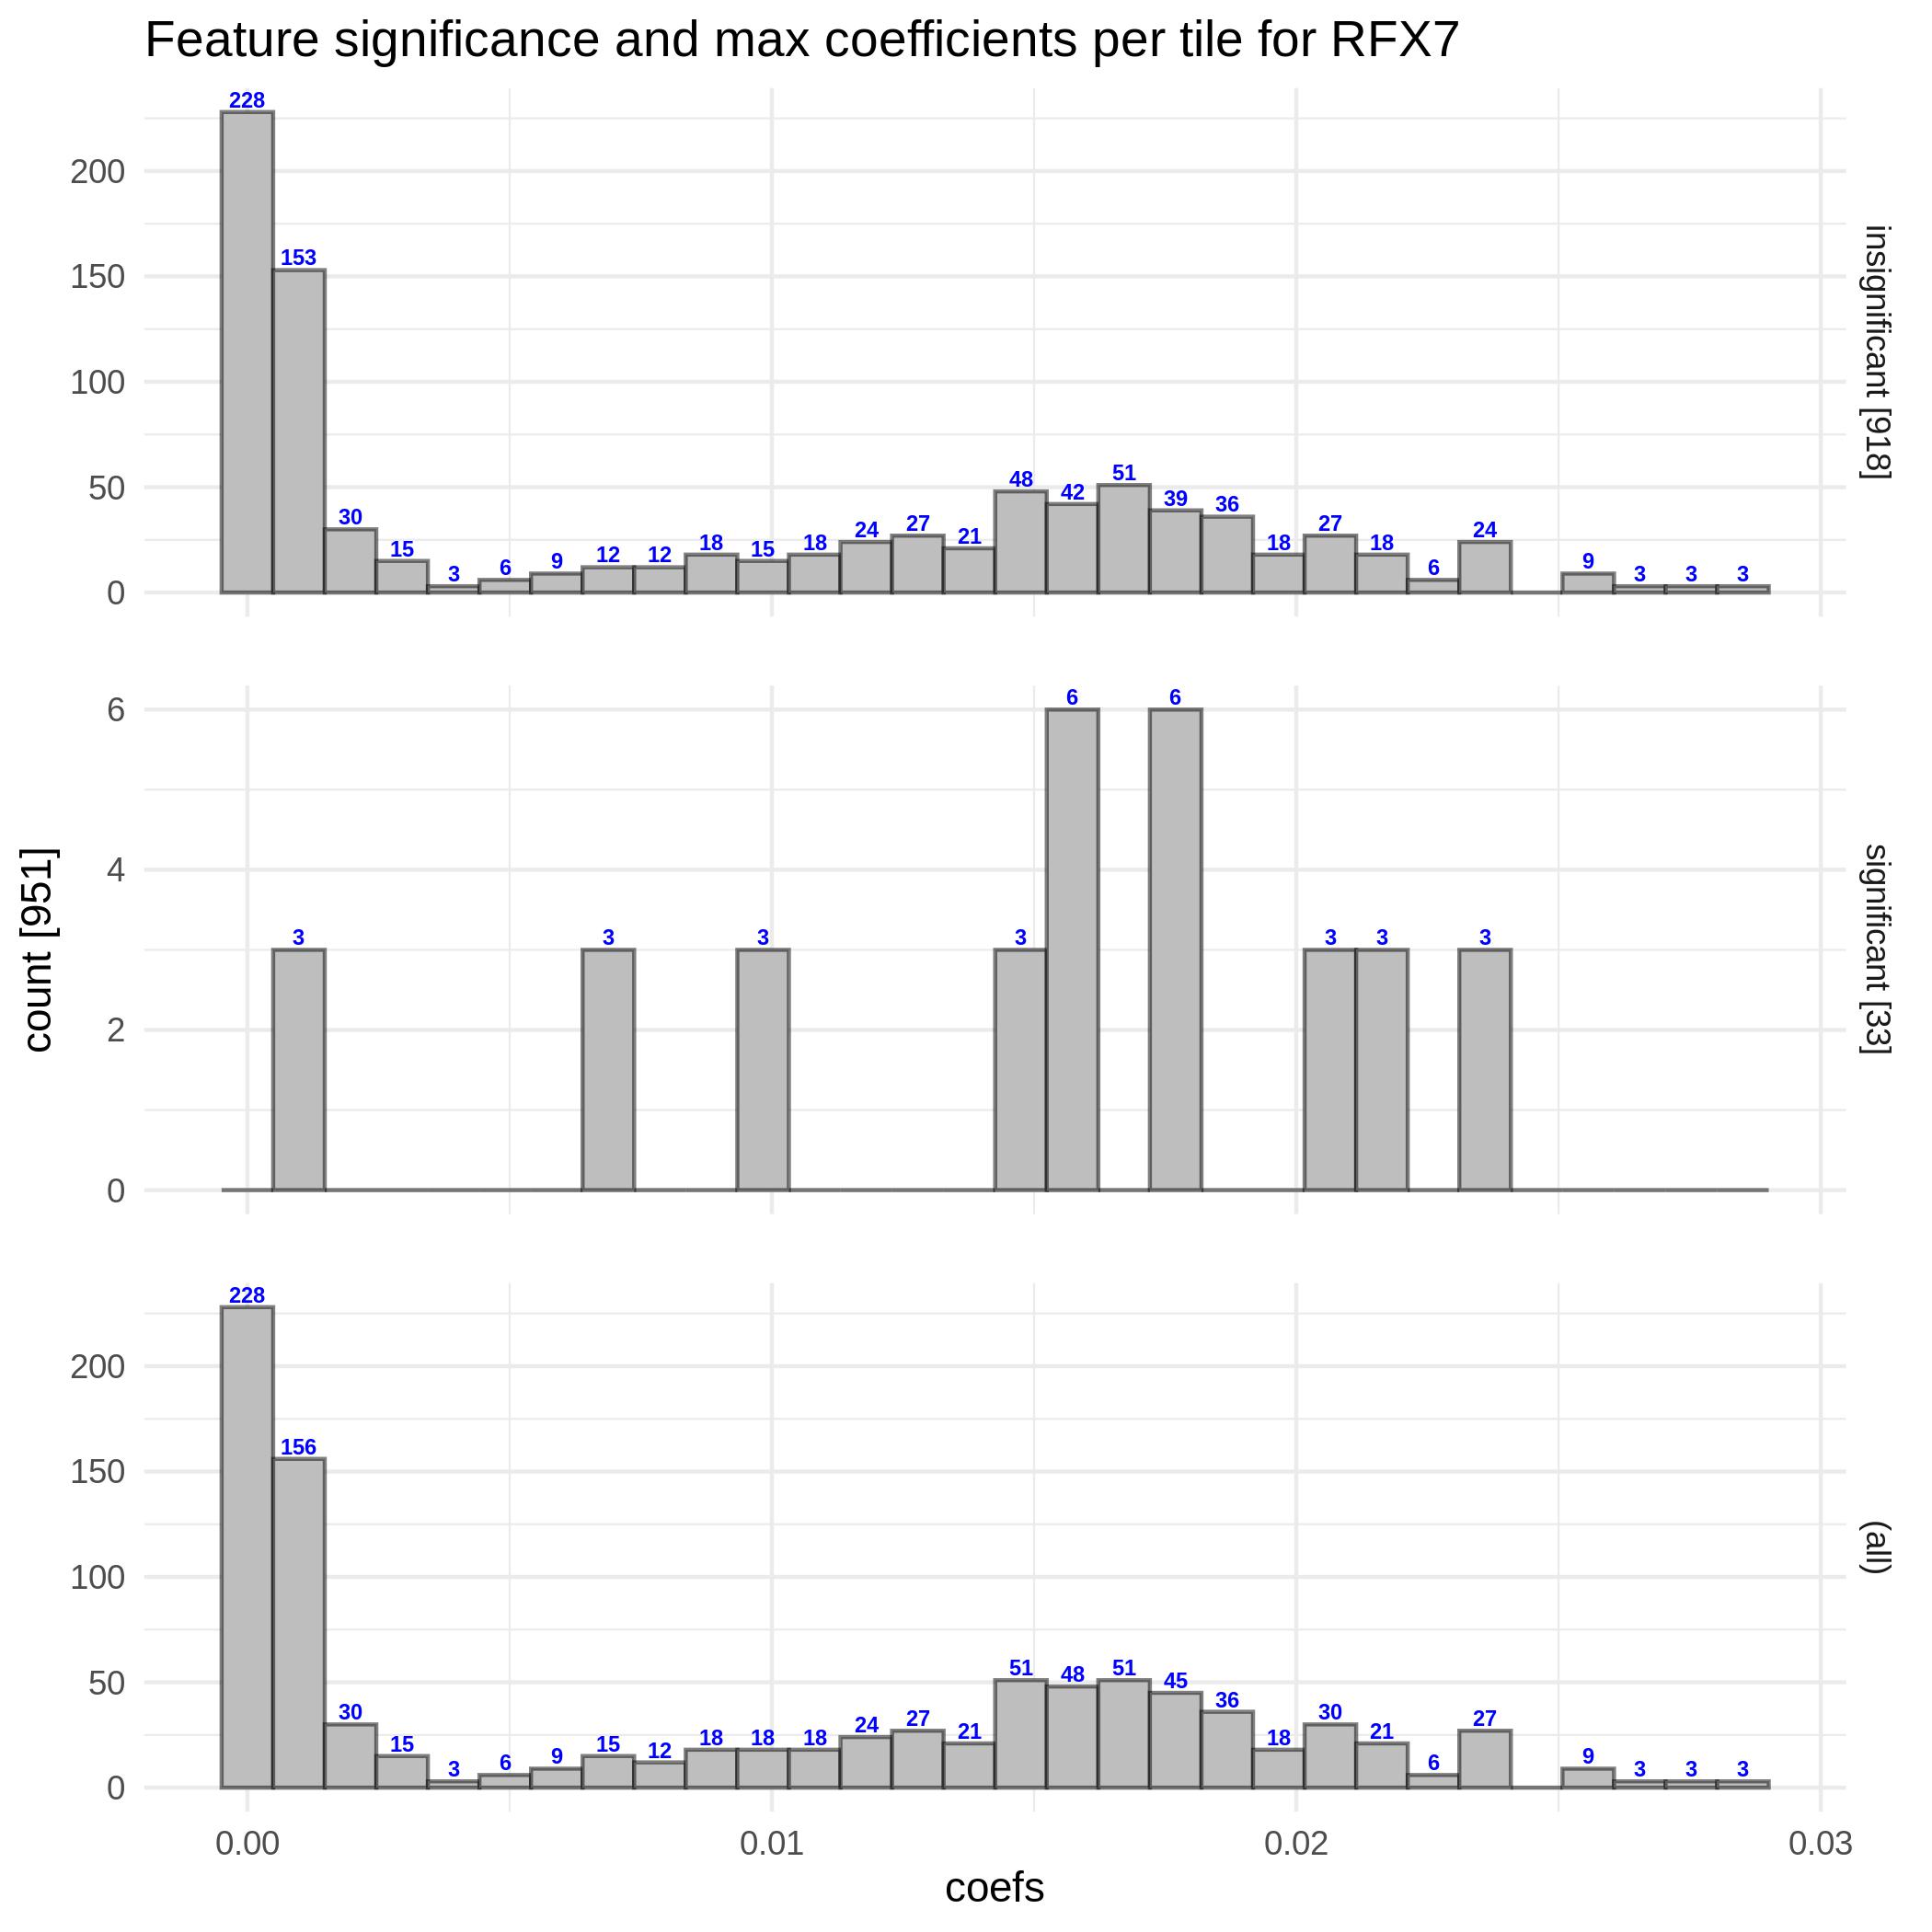 Feature significance and max coefficients per tile for RFX7
count [951]
228 153 30 15 3 6 9 12 12 18 15 18 24 27 21 48 42 51 39 36 18 27 18 6 24 9 3 3 3
200
150
100
50
0
insignificant [918]
3 3 3 3 6 6 3 3 3
6
4
2
0
significant [33]
228 156 30 15 3 6 9 15 12 18 18 18 24 27 21 51 48 51 45 36 18 30 21 6 27 9 3 3 3
200
150
100
50
0
(all)
0.00 0.01 0.02 0.03
coefs